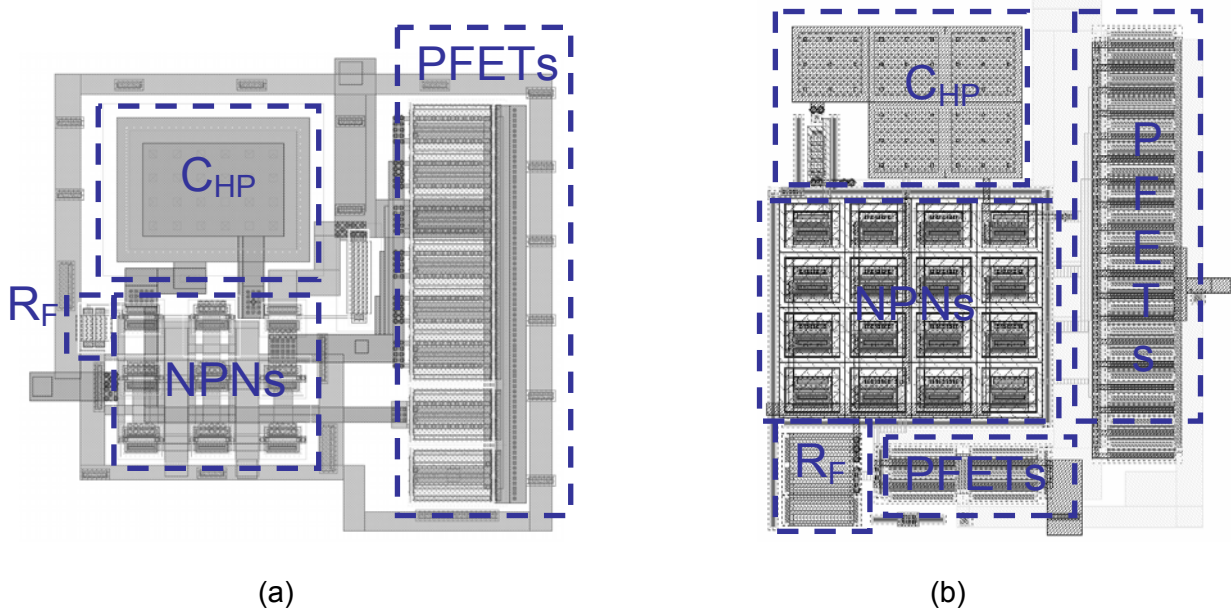 PFETs
C_HP
R_F
NPNs
(a)
C_HP
P
F
E
T
s
NPNs
R_F
PFETs
(b)